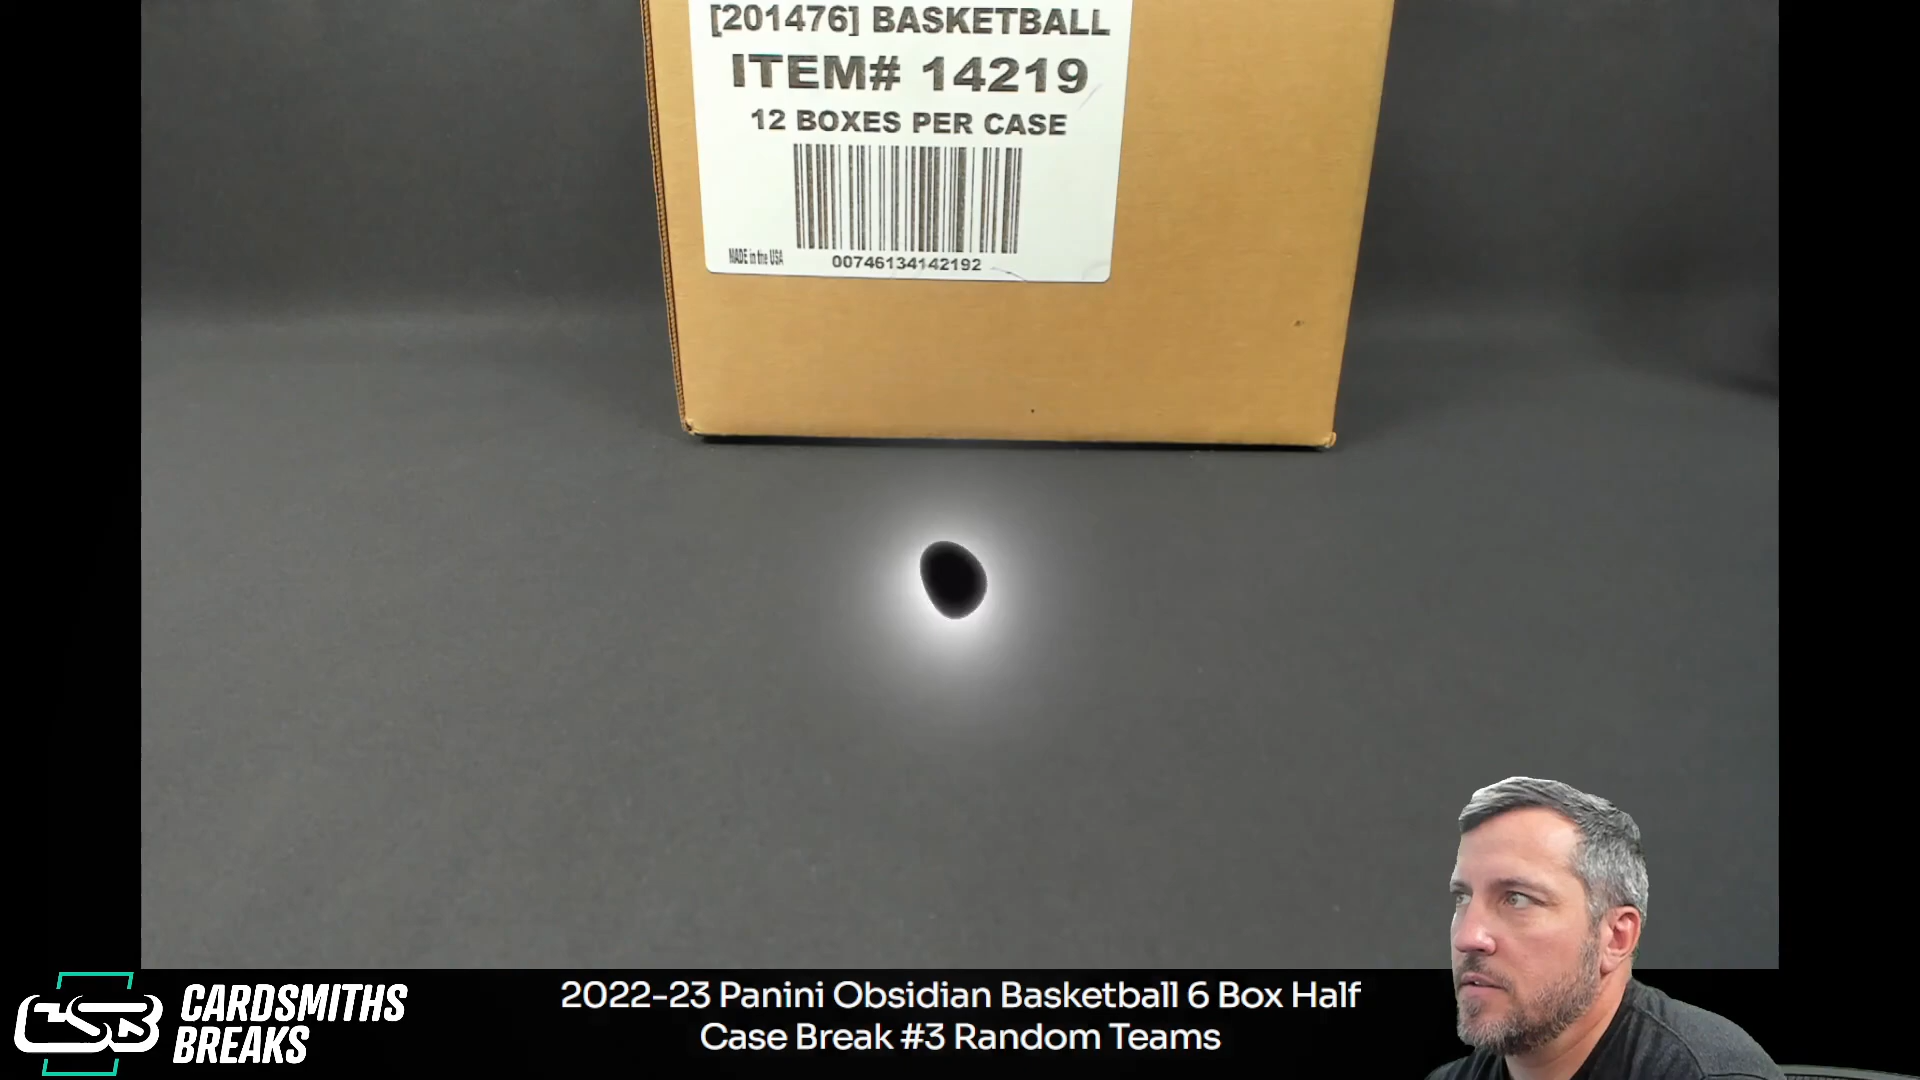 [201476] BASKETBALL
ITEM# 14219
12 BOXES PER CASE
MADE in the USA
00746134142192
CSB
CARDSMITHS
BREAKS
2022-23 Panini Obsidian Basketball 6 Box Half
Case Break #3 Random Teams